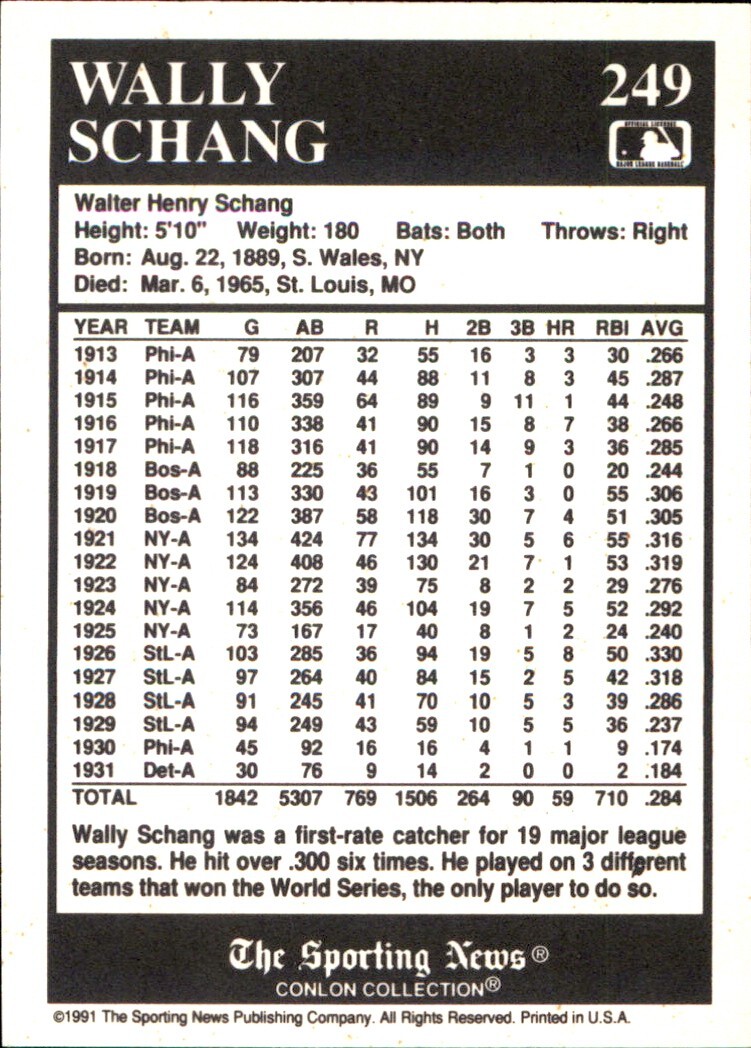 WALLY 249
SCHANG
OFFICIAL LICENSEE
MAJOR LEAGUE BASEBALL
Walter Henry Schang
Height: 5'10" Weight: 180 Bats: Both Throws: Right
Born: Aug. 22, 1889, S. Wales, NY
Died: Mar. 6, 1965, St. Louis, MO
YEAR TEAM G AB R H 2B 3B HR RBI AVG
1913 Phi-A 79 207 32 55 16 3 3 30 .266
1914 Phi-A 107 307 44 88 11 8 3 45 .287
1915 Phi-A 116 359 64 89 9 11 1 44 .248
1916 Phi-A 110 338 41 90 15 8 7 38 .266
1917 Phi-A 118 316 41 90 14 9 3 36 .285
1918 Bos-A 88 225 36 55 7 1 0 20 .244
1919 Bos-A 113 330 43 101 16 3 0 55 .306
1920 Bos-A 122 387 58 118 30 7 4 51 .305
1921 NY-A 134 424 77 134 30 5 6 55 .316
1922 NY-A 124 408 46 130 21 7 1 53 .319
1923 NY-A 84 272 39 75 8 2 2 29 .276
1924 NY-A 114 356 46 104 19 7 5 52 .292
1925 NY-A 73 167 17 40 8 1 2 24 .240
1926 StL-A 103 285 36 94 19 5 8 50 .330
1927 StL-A 97 264 40 84 15 2 5 42 .318
1928 StL-A 91 245 41 70 10 5 3 39 .286
1929 StL-A 94 249 43 59 10 5 5 36 .237
1930 Phi-A 45 92 16 16 4 1 1 9 .174
1931 Det-A 30 76 9 14 2 0 0 2 .184
TOTAL 1842 5307 769 1506 264 90 59 710 .284
Wally Schang was a first-rate catcher for 19 major league
seasons. He hit over .300 six times. He played on 3 different
teams that won the World Series, the only player to do so.
The Sporting News®
CONLON COLLECTION®
©1991 The Sporting News Publishing Company. All Rights Reserved. Printed in U.S.A.